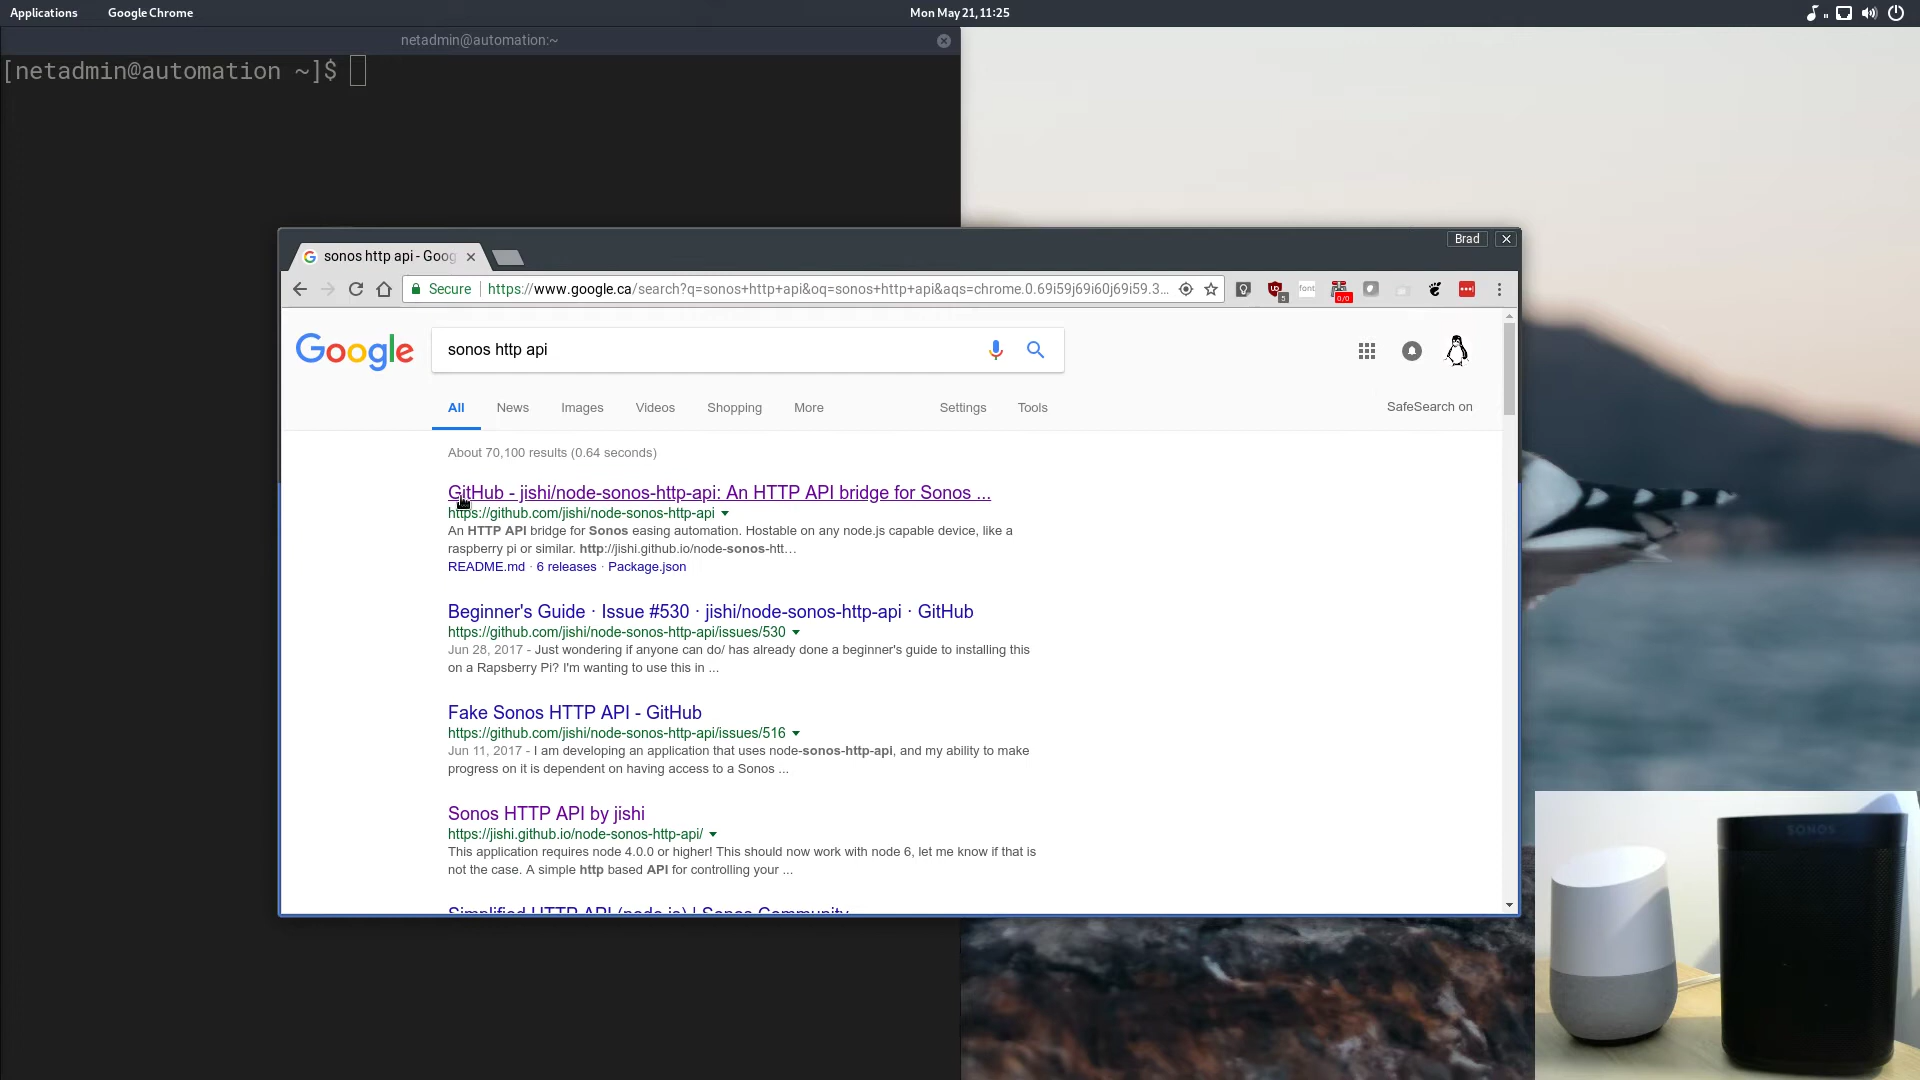 Applications Google Chrome Mon May 21, 11:25
netadmin@automation:~
[netadmin@automation ~]$
Brad
sonos http api - Goog
Secure https://www.google.ca/search?q=sonos+http+api&oq=sonos+http+api&aqs=chrome.0.69i59j69i60j69i59.3...
5 font 0/0
Google sonos http api
All News Images Videos Shopping More Settings Tools SafeSearch on
About 70,100 results (0.64 seconds)
GitHub - jishi/node-sonos-http-api: An HTTP API bridge for Sonos ...
https://github.com/jishi/node-sonos-http-api
An HTTP API bridge for Sonos easing automation. Hostable on any node.js capable device, like a
raspberry pi or similar. http://jishi.github.io/node-sonos-htt...
README.md · 6 releases · Package.json
Beginner's Guide · Issue #530 · jishi/node-sonos-http-api · GitHub
https://github.com/jishi/node-sonos-http-api/issues/530
Jun 28, 2017 - Just wondering if anyone can do/ has already done a beginner's guide to installing this
on a Rapsberry Pi? I'm wanting to use this in ...
Fake Sonos HTTP API - GitHub
https://github.com/jishi/node-sonos-http-api/issues/516
Jun 11, 2017 - I am developing an application that uses node-sonos-http-api, and my ability to make
progress on it is dependent on having access to a Sonos ...
Sonos HTTP API by jishi
https://jishi.github.io/node-sonos-http-api/
This application requires node 4.0.0 or higher! This should now work with node 6, let me know if that is
not the case. A simple http based API for controlling your ...
Simplified HTTP API (node.js) | Sonos Community
SONOS